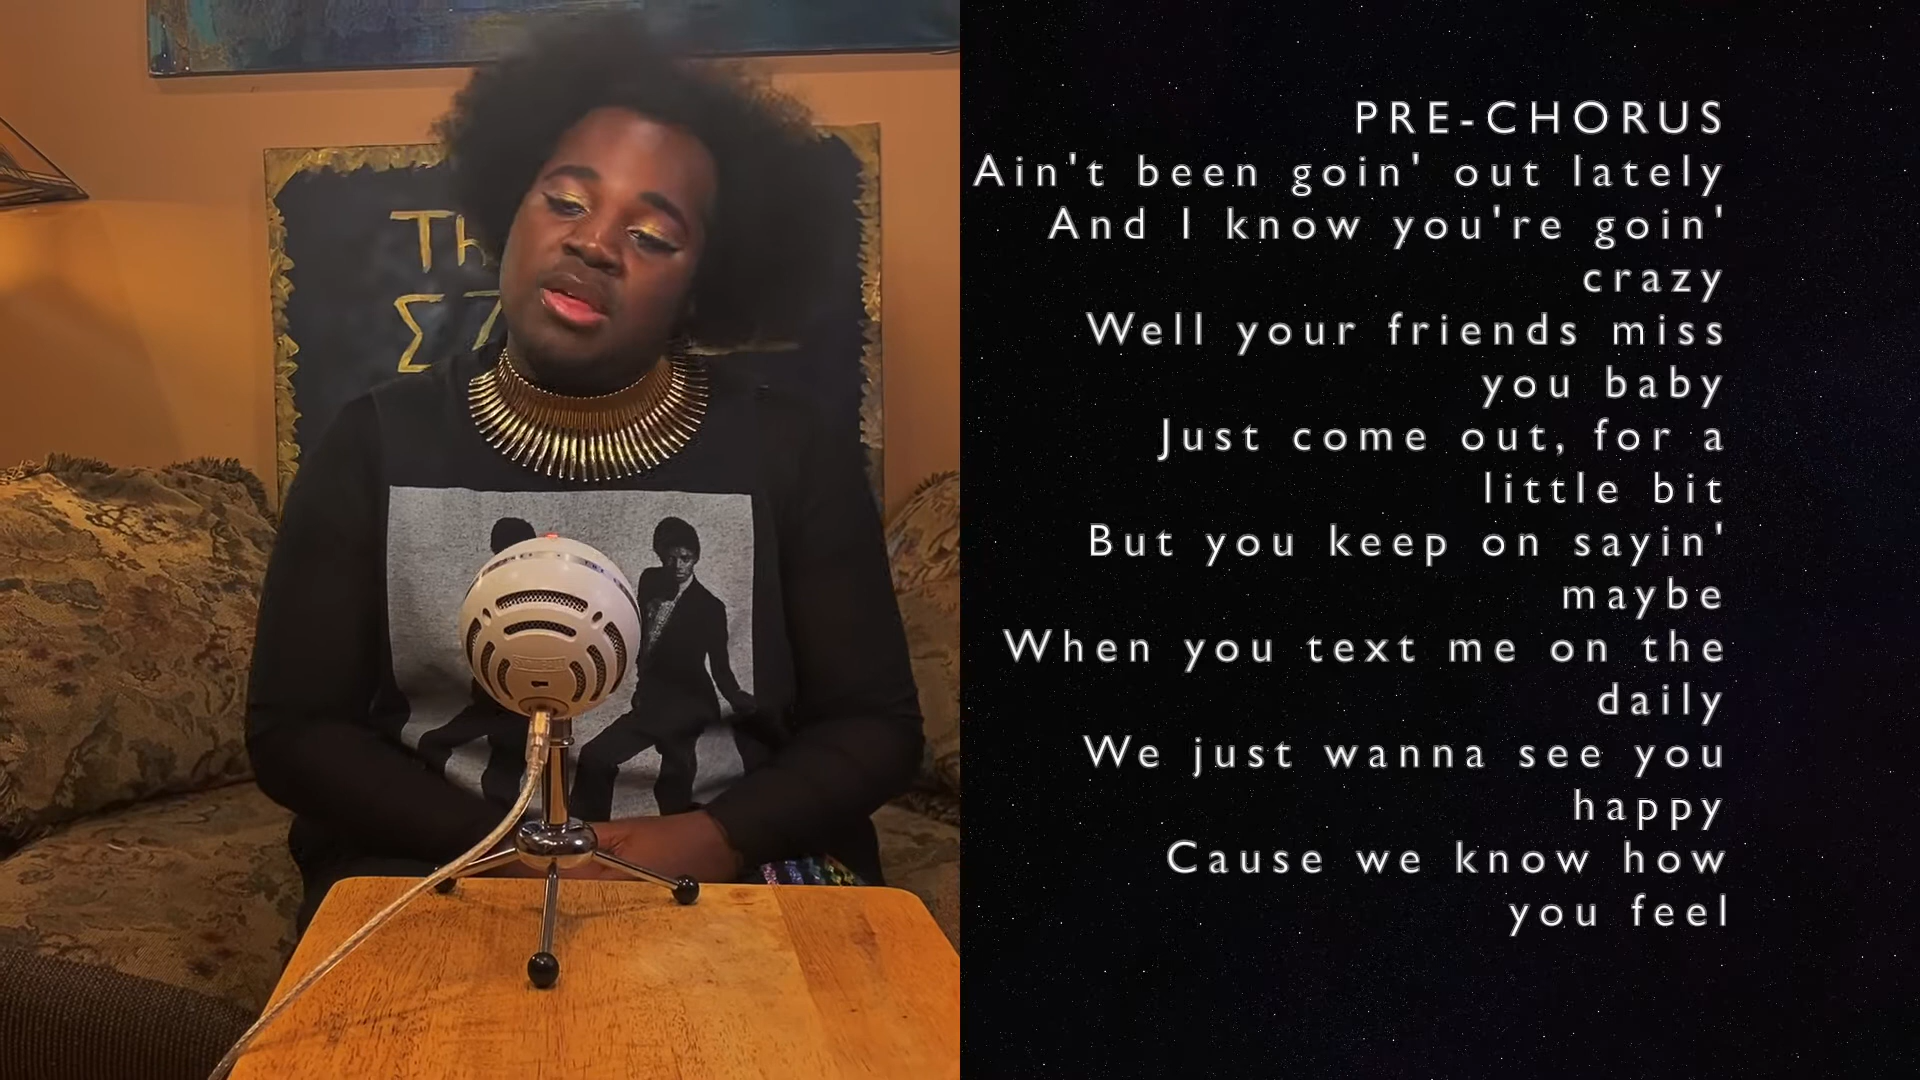 Th
Σ7
PRE-CHORUS
Ain't been goin' out lately
And I know you're goin'
crazy
Well your friends miss
you baby
Just come out, for a
little bit
But you keep on sayin'
maybe
When you text me on the
daily
We just wanna see you
happy
Cause we know how
you feel